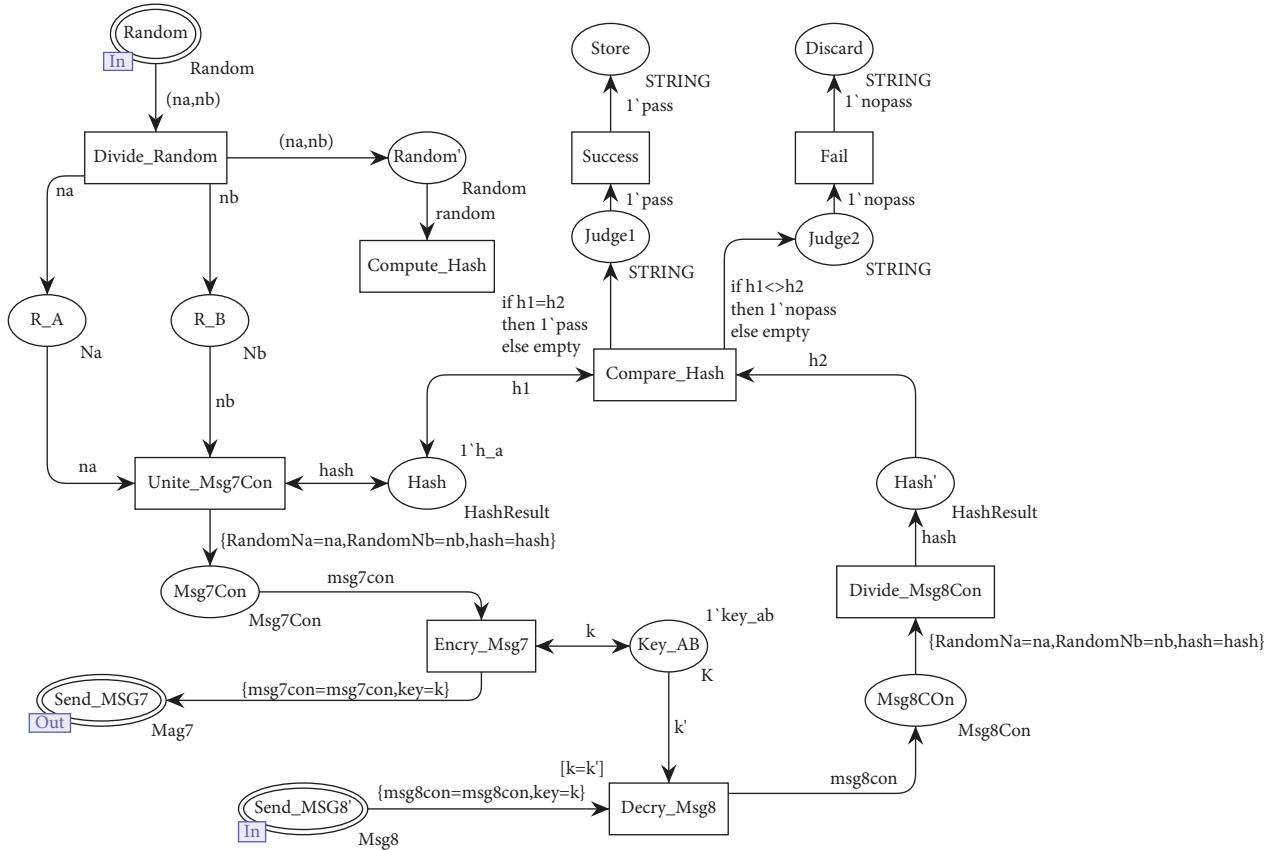 Random
In
Random
(na,nb)
Divide_Random
(na,nb)
Random'
Random
random
Compute_Hash
na
nb
R_A
Na
R_B
Nb
nb
na
Unite_Msg7Con
hash
Hash
1`h_a
HashResult
h1
{RandomNa=na,RandomNb=nb,hash=hash}
Msg7Con
Msg7Con
msg7con
Encry_Msg7
k
Key_AB
1`key_ab
K
{msg7con=msg7con,key=k}
Send_MSG7
Out
Mag7
k'
[k=k']
Send_MSG8'
In
Msg8
{msg8con=msg8con,key=k}
Decry_Msg8
msg8con
Msg8COn
Msg8Con
{RandomNa=na,RandomNb=nb,hash=hash}
Divide_Msg8Con
hash
Hash'
HashResult
h2
Compare_Hash
if h1=h2
then 1`pass
else empty
if h1<>h2
then 1`nopass
else empty
Judge1
STRING
1`pass
Success
1`pass
Store
STRING
Judge2
STRING
1`nopass
Fail
1`nopass
Discard
STRING